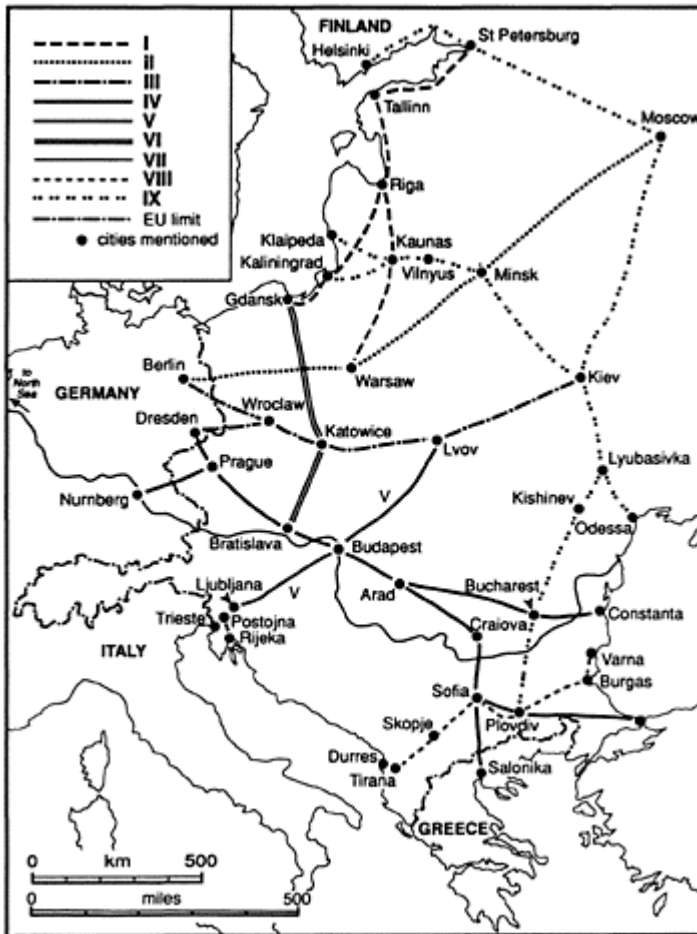 I
II
III
IV
V
VI
VII
VIII
IX
EU limit
cities mentioned
FINLAND
St Petersburg
Helsinki
Tallinn
Moscow
Riga
Klaipeda
Kaunas
Kaliningrad
Vilnyus
Minsk
Gdansk
to
North
Sea
Berlin
Warsaw
Kiev
GERMANY
Wroclaw
Dresden
Katowice
Lvov
Lyubasivka
Prague
Nurnberg
V
Kishinev
Odessa
Bratislava
Budapest
Ljubljana
V
Arad
Bucharest
Trieste
Postojna
Constanta
Craiova
Rijeka
ITALY
Varna
Burgas
Sofia
Plovdiv
Skopje
Durres
Tirana
Salonika
GREECE
0 km 500
miles
0 500